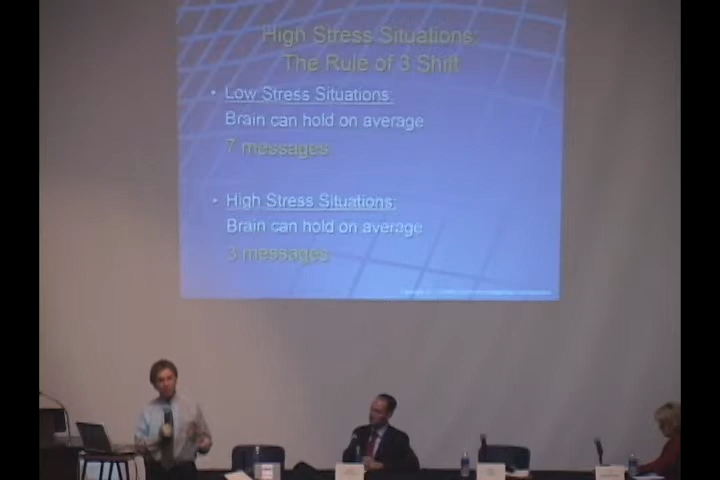 High Stress Situations:
The Rule of 3 Shift
• Low Stress Situations:
Brain can hold on average
7 messages
• High Stress Situations:
Brain can hold on average
3 messages